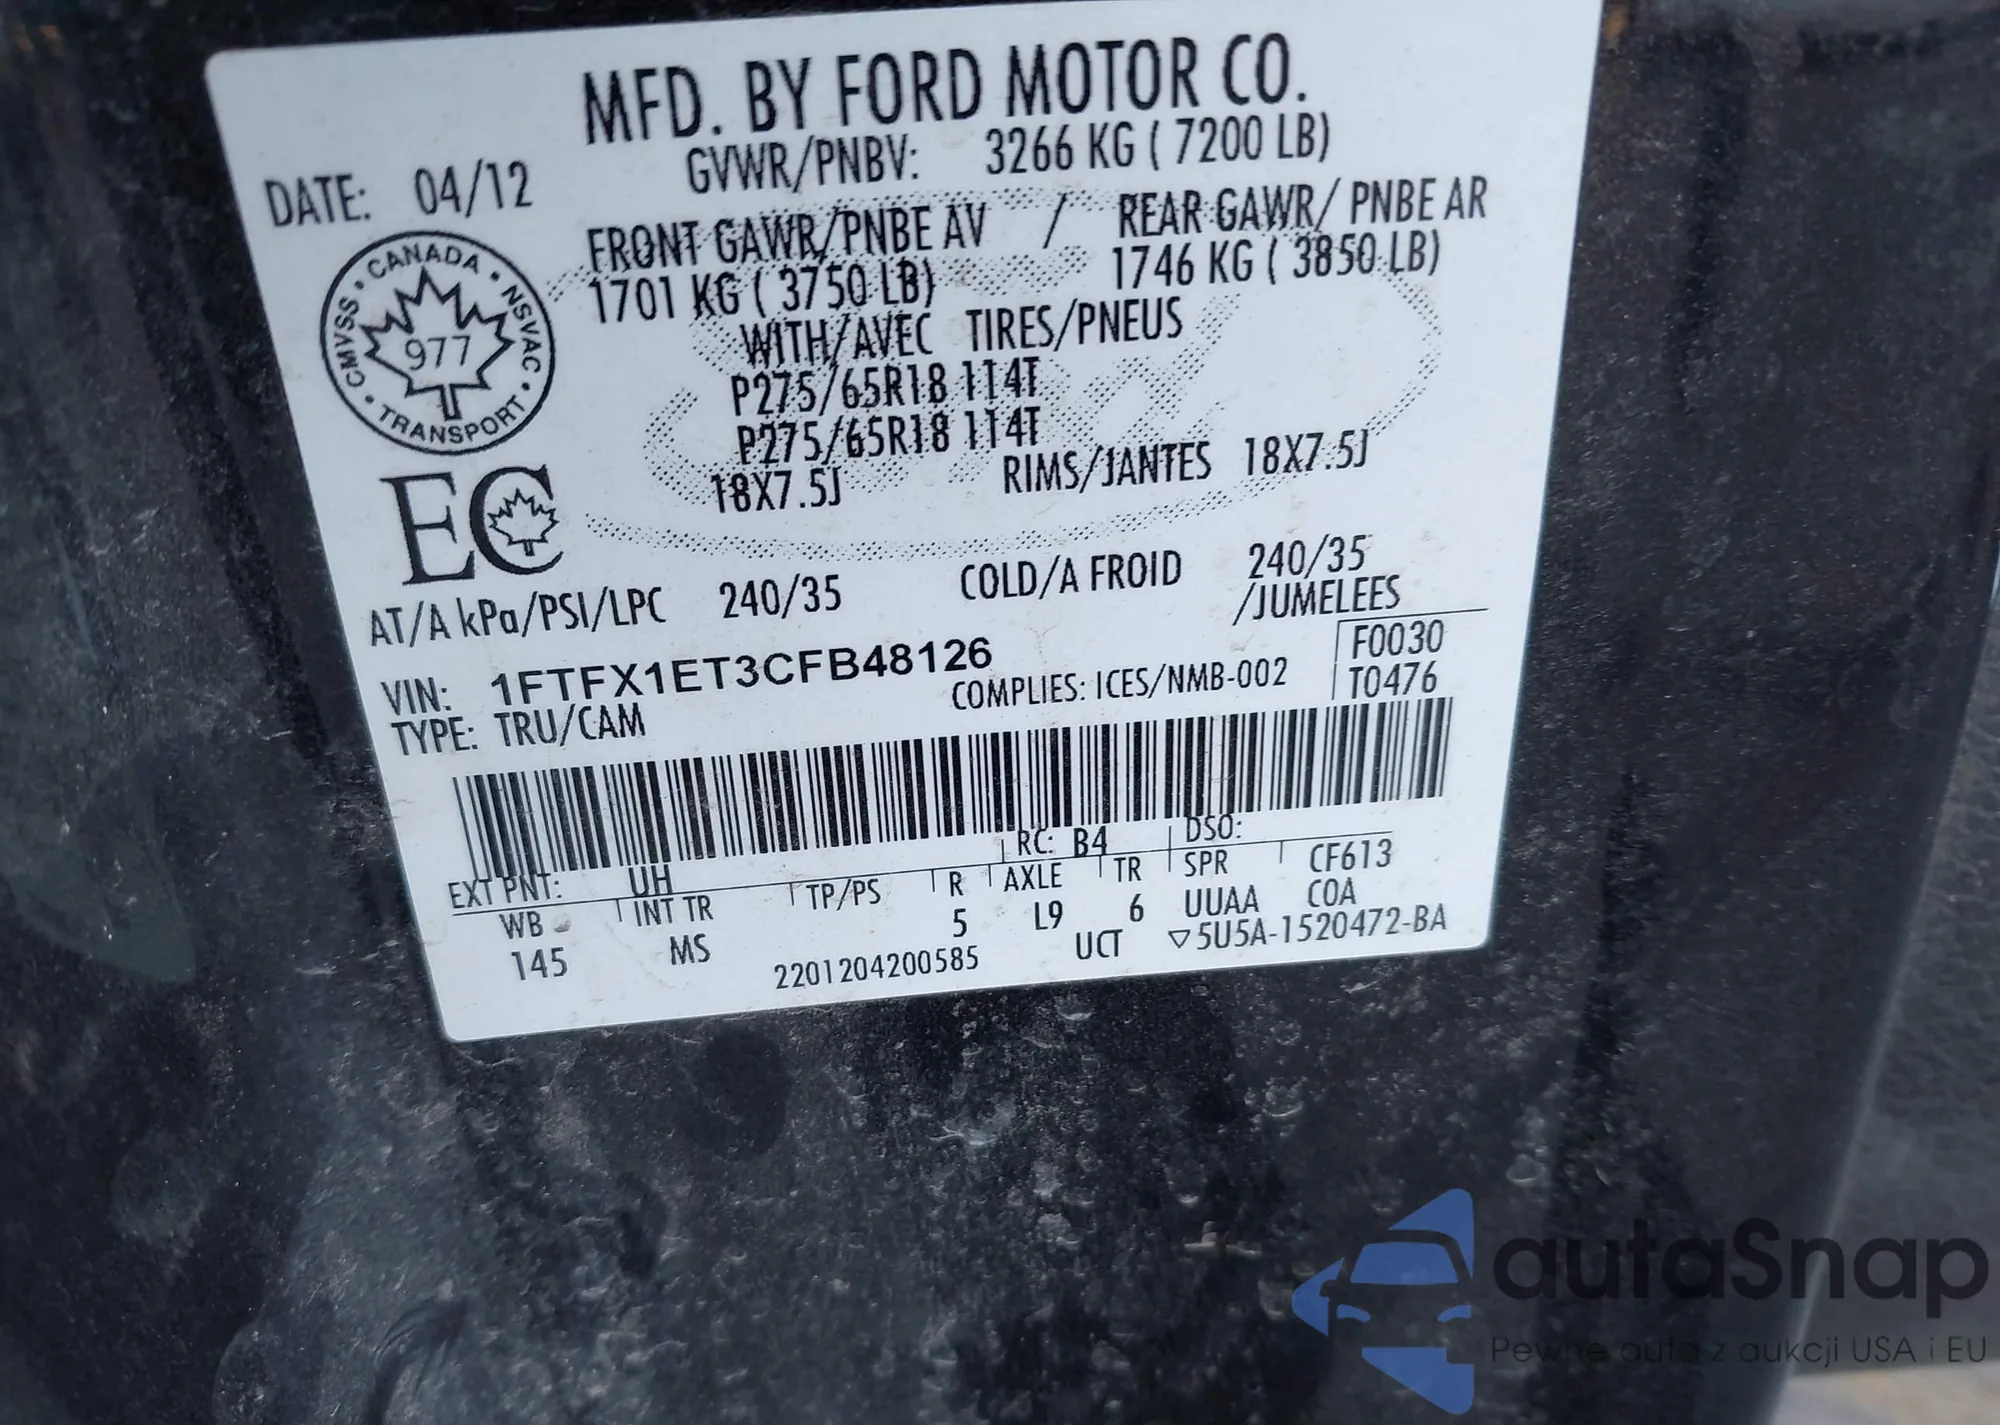 MFD. BY FORD MOTOR CO.
DATE: 04/12
GVWR/PNBV: 3266 KG ( 7200 LB)
FRONT GAWR/PNBE AV / REAR GAWR/ PNBE AR
1701 KG ( 3750 LB) 1746 KG ( 3850 LB)
WITH/AVEC TIRES/PNEUS
P275/65R18 114T
P275/65R18 114T
18X7.5J RIMS/JANTES 18X7.5J
CANADA
CMVSS • NSVAC
977
TRANSPORT
EC
AT/A kPa/PSI/LPC 240/35 COLD/A FROID 240/35
/JUMELEES
VIN: 1FTFX1ET3CFB48126
F0030
TYPE: TRU/CAM COMPLIES: ICES/NMB-002 T0476
RC: B4 DSO:
EXT PNT: UH
WB INT TR TP/PS R AXLE TR SPR CF613
145 MS 5 L9 6 UUAA COA
2201204200585 UCT ▽5U5A-1520472-BA
autaSnap
Pewne auta z aukcji USA i EU